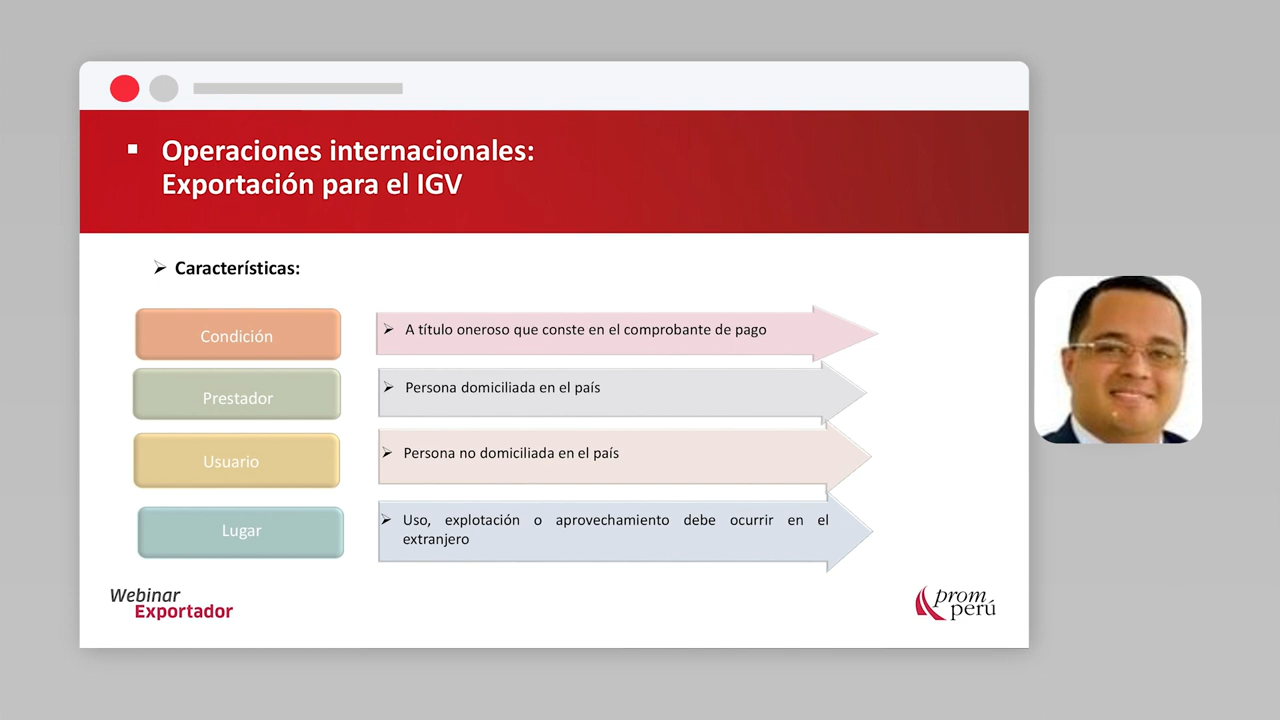 Operaciones internacionales:
Exportación para el IGV
Características:
Condición
A título oneroso que conste en el comprobante de pago
Prestador
Persona domiciliada en el país
Usuario
Persona no domiciliada en el país
Lugar
Uso, explotación o aprovechamiento debe ocurrir en el
extranjero
Webinar
Exportador
prom
perú